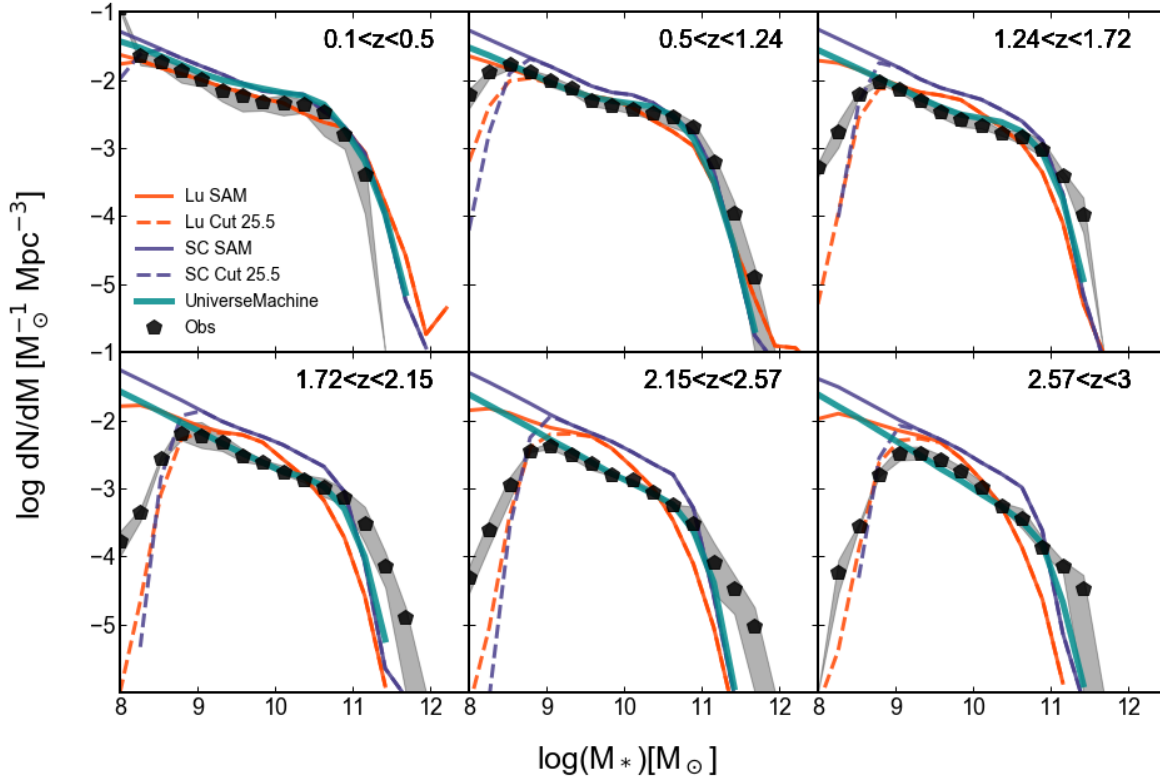 −1
0.1<z<0.5
0.5<z<1.24
1.24<z<1.72
−2
−3
−4
−5
Lu SAM
Lu Cut 25.5
SC SAM
SC Cut 25.5
UniverseMachine
Obs
−1
1.72<z<2.15
2.15<z<2.57
2.57<z<3
−2
−3
−4
−5
8 9 10 11 12 8 9 10 11 12 8 9 10 11 12
log dN/dM [M⊙⁻¹ Mpc⁻³]
log(M*)[M⊙]